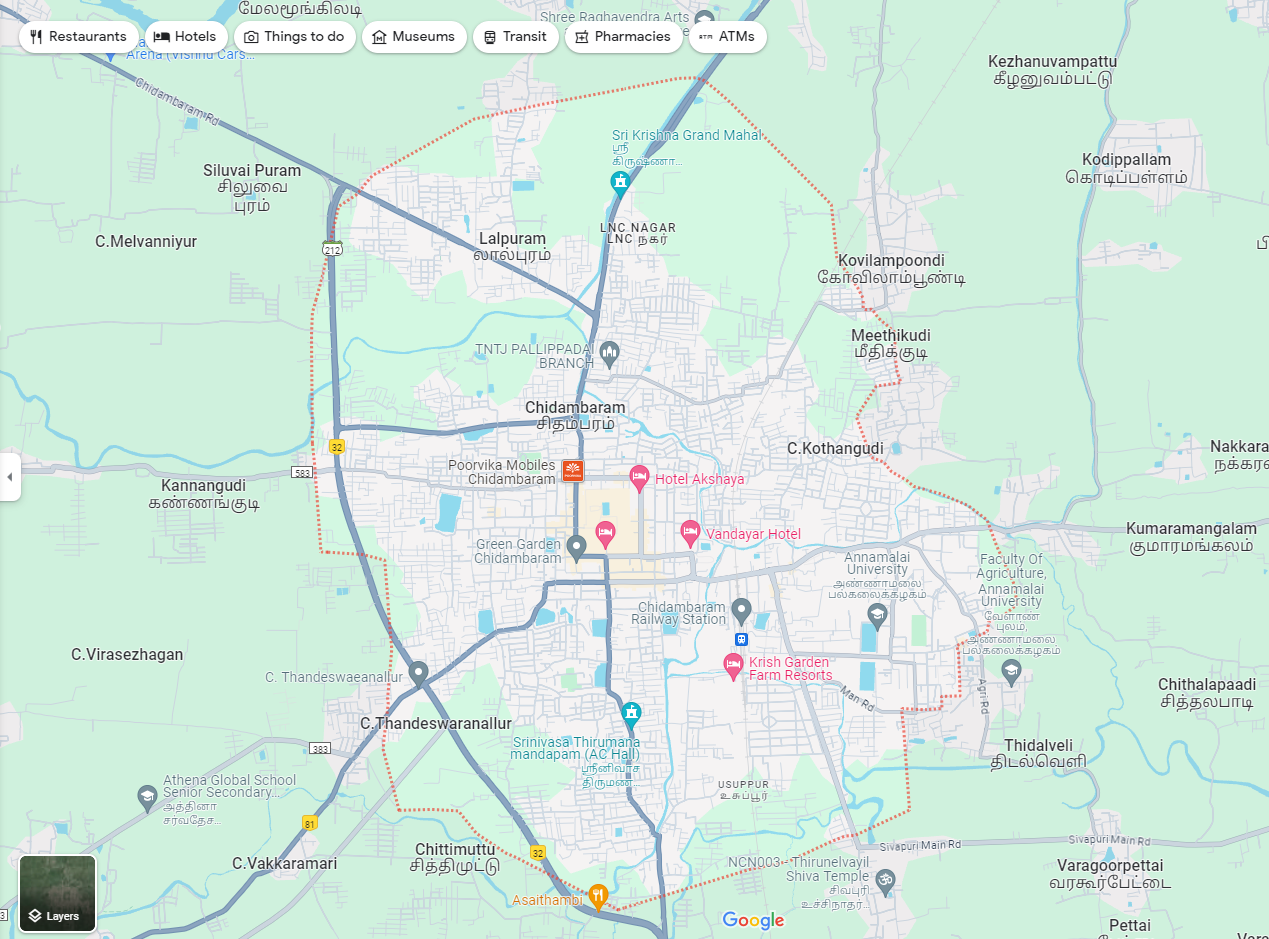 மேலமூங்கிலடி
Shree Raghavendra Arts
Restaurants
Hotels
Things to do
Museums
Transit
Pharmacies
ATMs
Arena (Vishnu Cars...
Chidambaram Rd
Kezhanuvampattu
கீழனுவம்பட்டு
Sri Krishna Grand Mahal
ஸ்ரீ
கிருஷ்ணா...
Kodippallam
கொடிப்பள்ளம்
Siluvai Puram
சிலுவை
புரம்
LNC NAGAR
LNC நகர்
C.Melvanniyur
Lalpuram
லால்புரம்
212
Kovilampoondi
கோவிலாம்பூண்டி
Meethikudi
மீதிக்குடி
TNTJ PALLIPPADAI
BRANCH
Chidambaram
சிதம்பரம்
32
C.Kothangudi
Nakkara
நக்கரவ
Poorvika Mobiles
Chidambaram
583
Hotel Akshaya
Kannangudi
கண்ணங்குடி
Vandayar Hotel
Kumaramangalam
குமாரமங்கலம்
Green Garden
Chidambaram
Annamalai
University
அண்ணாமலை
பல்கலைக்கழகம்
Faculty Of
Agriculture,
Annamalai
University
வேளாண்
புலம்,
அண்ணாமலை
பல்கலைக்கழகம்
Chidambaram
Railway Station
C.Virasezhagan
Krish Garden
Farm Resorts
C. Thandeswaeanallur
Man Rd
Agri Rd
Chithalapaadi
சித்தலபாடி
C.Thandeswaranallur
383
Srinivasa Thirumana
mandapam (AC Hall)
ஸ்ரீனிவாச
திருமண...
Thidalveli
திடல்வெளி
Athena Global School
Senior Secondary...
அத்தினா
சர்வதேச...
USUPPUR
உசுப்பூர்
81
Chittimuttu
சித்திமுட்டு
32
Sivapuri Main Rd
Sivapuri Main Rd
C.Vakkaramari
NCN003 - Thirunelvayil
Shiva Temple
சிவபுரி
உச்சிநாதர்...
Varagoorpettai
வரகூர்பேட்டை
Asaithambi
Layers
Google
Pettai